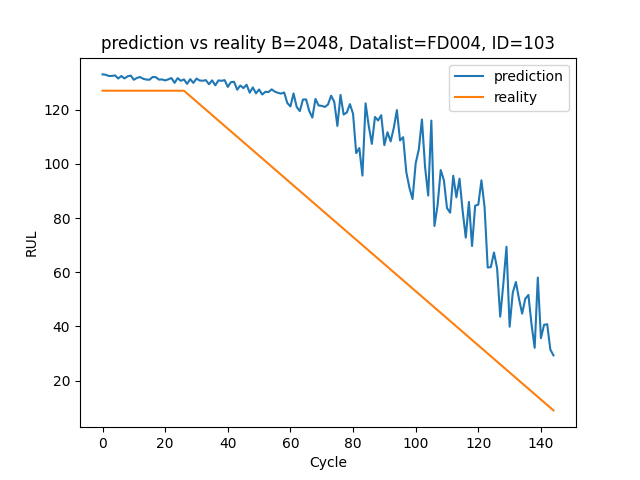 prediction vs reality B=2048, Datalist=FD004, ID=103
prediction
reality
RUL
120
100
80
60
40
20
0 20 40 60 80 100 120 140
Cycle